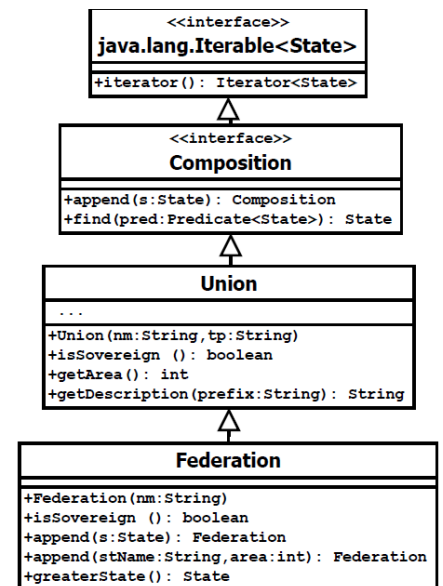 <<interface>>
java.lang.Iterable<State>
+iterator(): Iterator<State>
<<interface>>
Composition
+append(s:State): Composition
+find(pred:Predicate<State>): State
Union
...
+Union(nm:String,tp:String)
+isSovereign (): boolean
+getArea(): int
+getDescription(prefix:String): String
Federation
+Federation(nm:String)
+isSovereign (): boolean
+append(s:State): Federation
+append(stName:String,area:int): Federation
+greaterState(): State